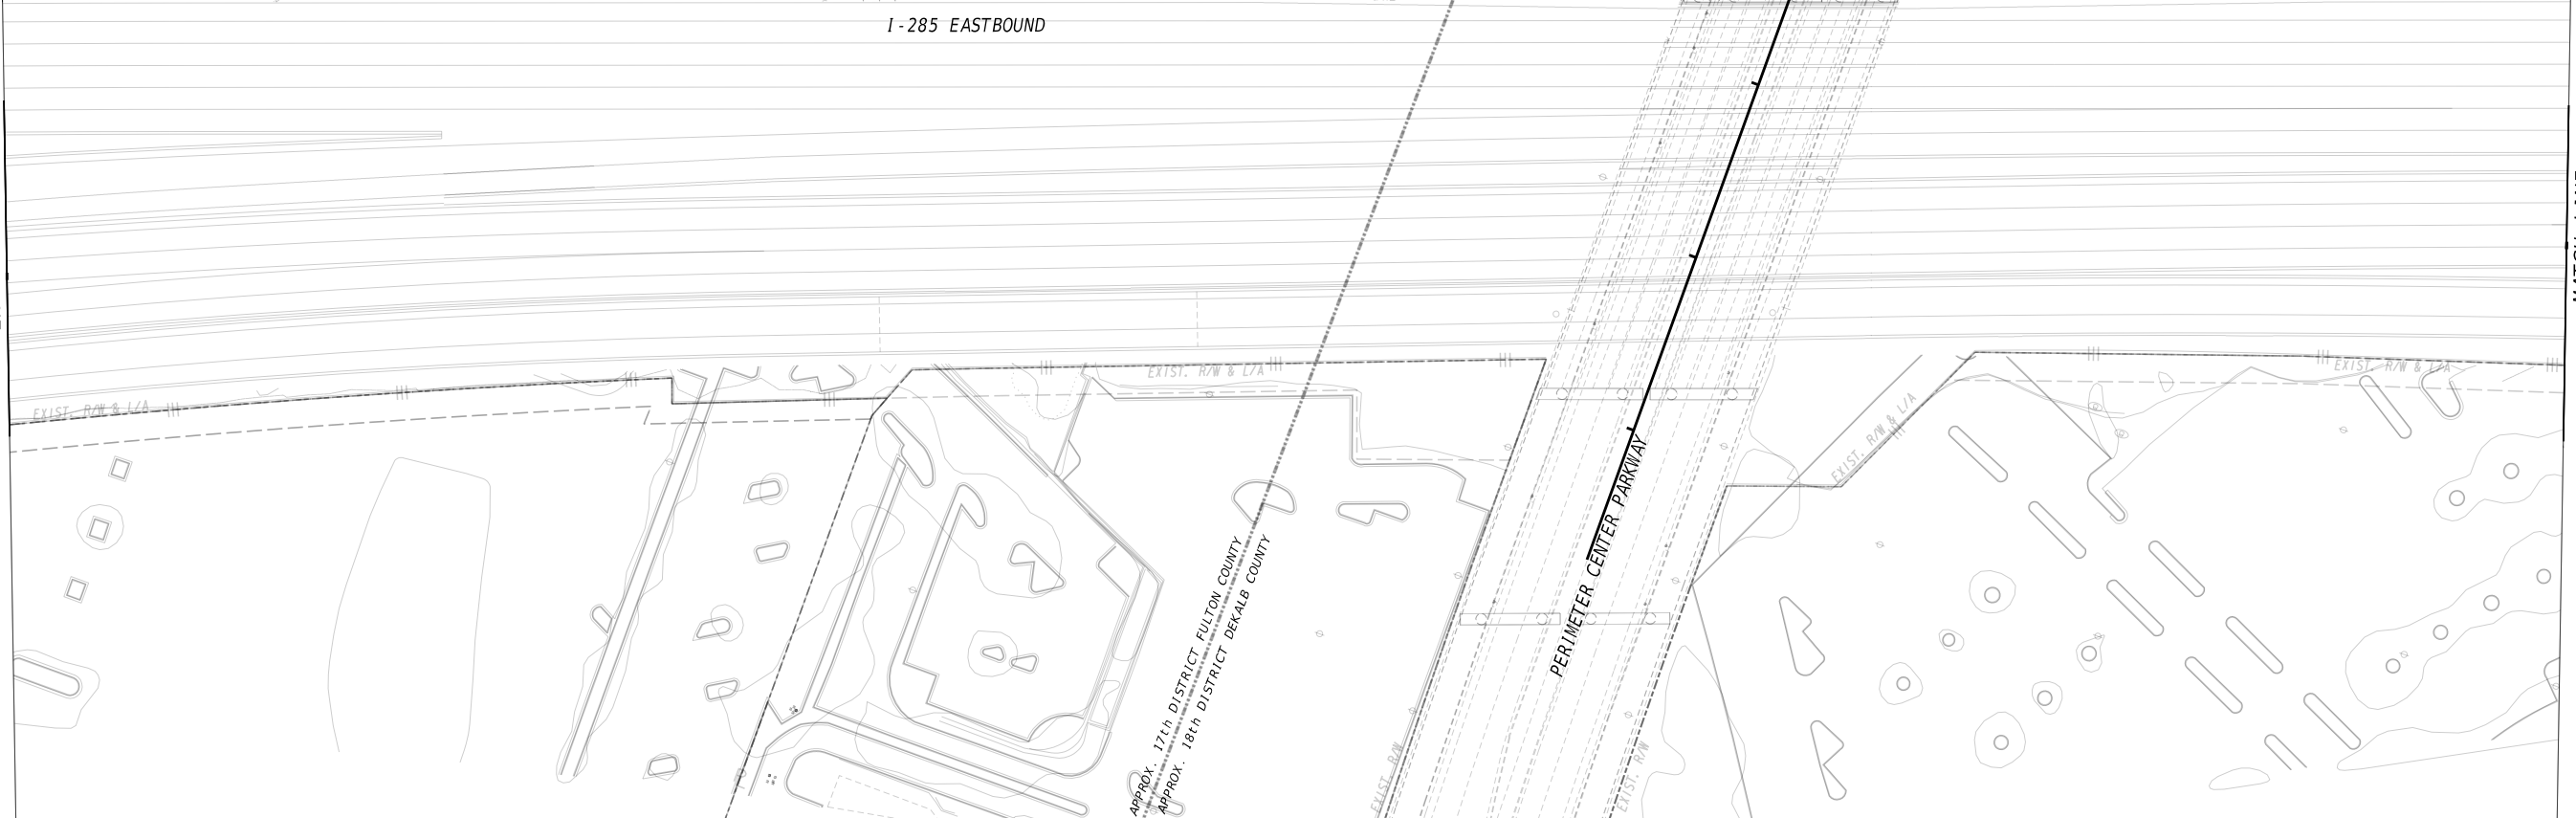 I-285 EASTBOUND
EXIST. R/W & L/A
EXIST. R/W & L/A
EXIST. R/W & L/A
EXIST. R/W & L/A
PERIMETER CENTER PARKWAY
APPROX. 17th DISTRICT FULTON COUNTY
APPROX. 18th DISTRICT DEKALB COUNTY
EXIST. R/W
EXIST. R/W